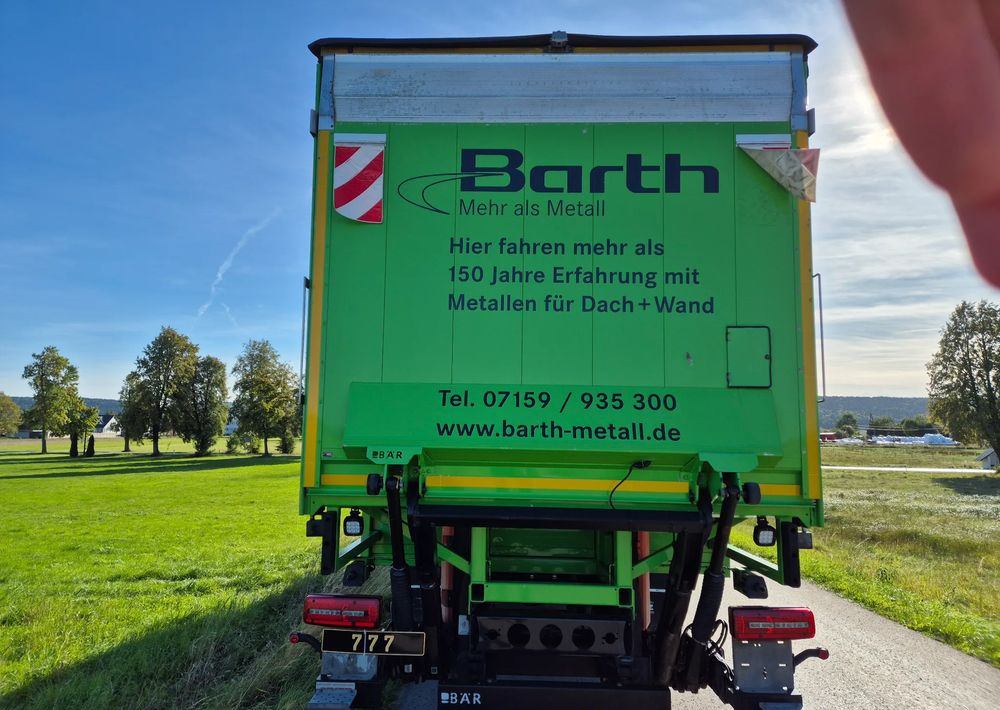 Barth
Mehr als Metall
Hier fahren mehr als
150 Jahre Erfahrung mit
Metallen für Dach + Wand
Tel. 07159 / 935 300
www.barth-metall.de
BÄR
777
BÄR